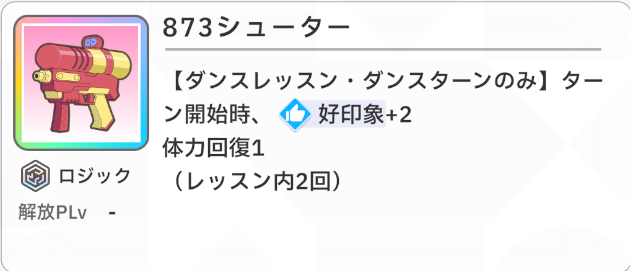 873シューター
【ダンスレッスン・ダンスターンのみ】ター
ン開始時、好印象+2
体力回復1
（レッスン内2回）
ロジック
解放PLv -